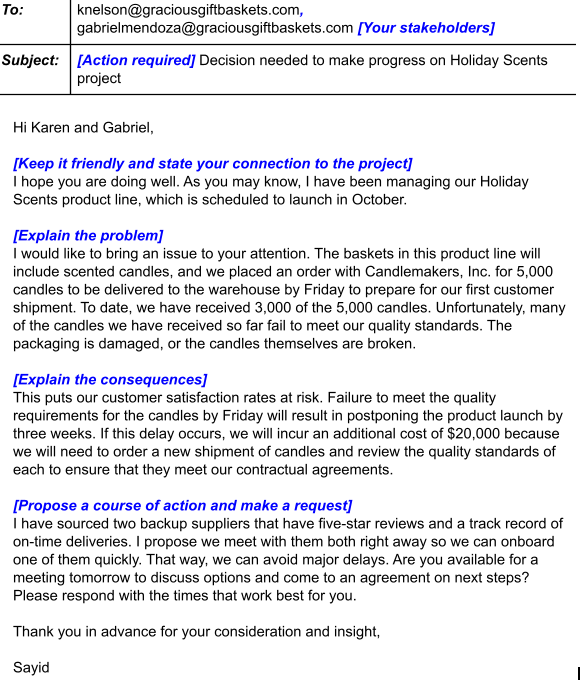 To: knelson@graciousgiftbaskets.com,
gabrielmendoza@graciousgiftbaskets.com [Your stakeholders]
Subject: [Action required] Decision needed to make progress on Holiday Scents
project
Hi Karen and Gabriel,
[Keep it friendly and state your connection to the project]
I hope you are doing well. As you may know, I have been managing our Holiday
Scents product line, which is scheduled to launch in October.
[Explain the problem]
I would like to bring an issue to your attention. The baskets in this product line will
include scented candles, and we placed an order with Candlemakers, Inc. for 5,000
candles to be delivered to the warehouse by Friday to prepare for our first customer
shipment. To date, we have received 3,000 of the 5,000 candles. Unfortunately, many
of the candles we have received so far fail to meet our quality standards. The
packaging is damaged, or the candles themselves are broken.
[Explain the consequences]
This puts our customer satisfaction rates at risk. Failure to meet the quality
requirements for the candles by Friday will result in postponing the product launch by
three weeks. If this delay occurs, we will incur an additional cost of $20,000 because
we will need to order a new shipment of candles and review the quality standards of
each to ensure that they meet our contractual agreements.
[Propose a course of action and make a request]
I have sourced two backup suppliers that have five-star reviews and a track record of
on-time deliveries. I propose we meet with them both right away so we can onboard
one of them quickly. That way, we can avoid major delays. Are you available for a
meeting tomorrow to discuss options and come to an agreement on next steps?
Please respond with the times that work best for you.
Thank you in advance for your consideration and insight,
Sayid